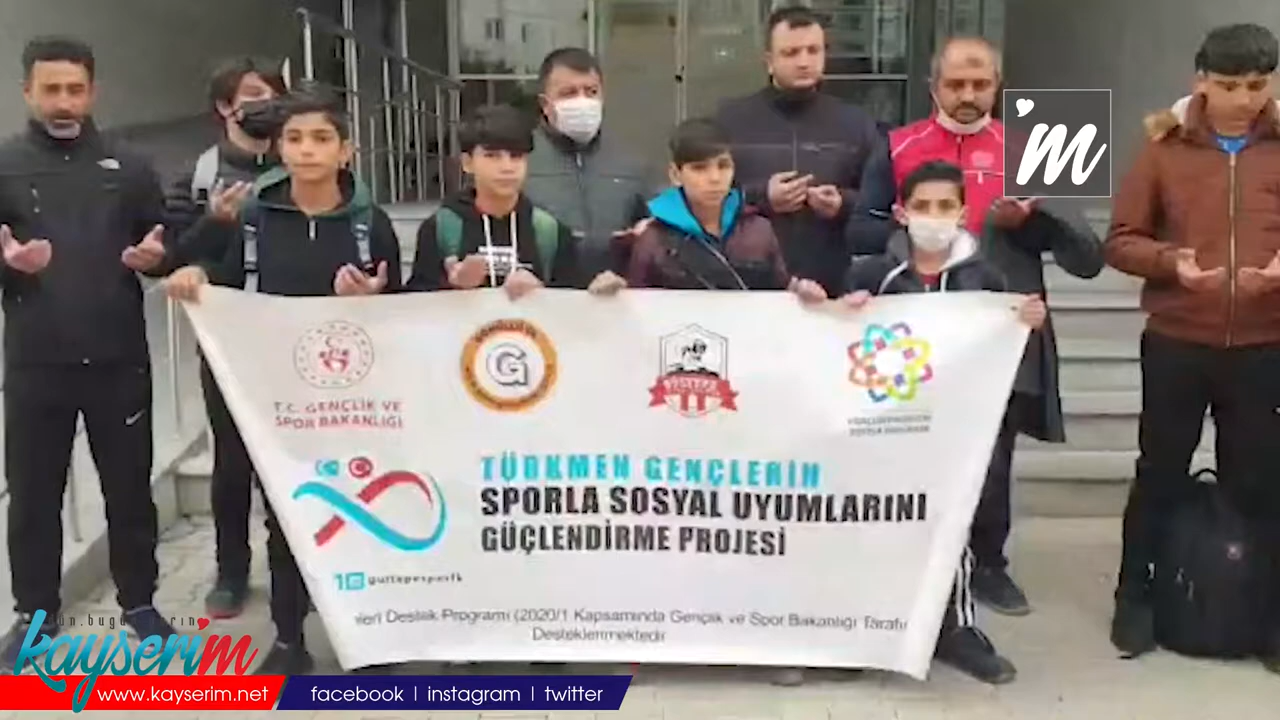 'm
G
T.C. GENÇLİK VE
SPOR BAKANLIĞI
TÜRKMEN GENÇLERİN
SPORLA SOSYAL UYUMLARINI
GÜÇLENDİRME PROJESİ
Destek Programı (2020/1 Kapsamında Gençlik ve Spor Bakanlığı
Desteklenmektedir
kayserim
www.kayserim.net
facebook | instagram | twitter